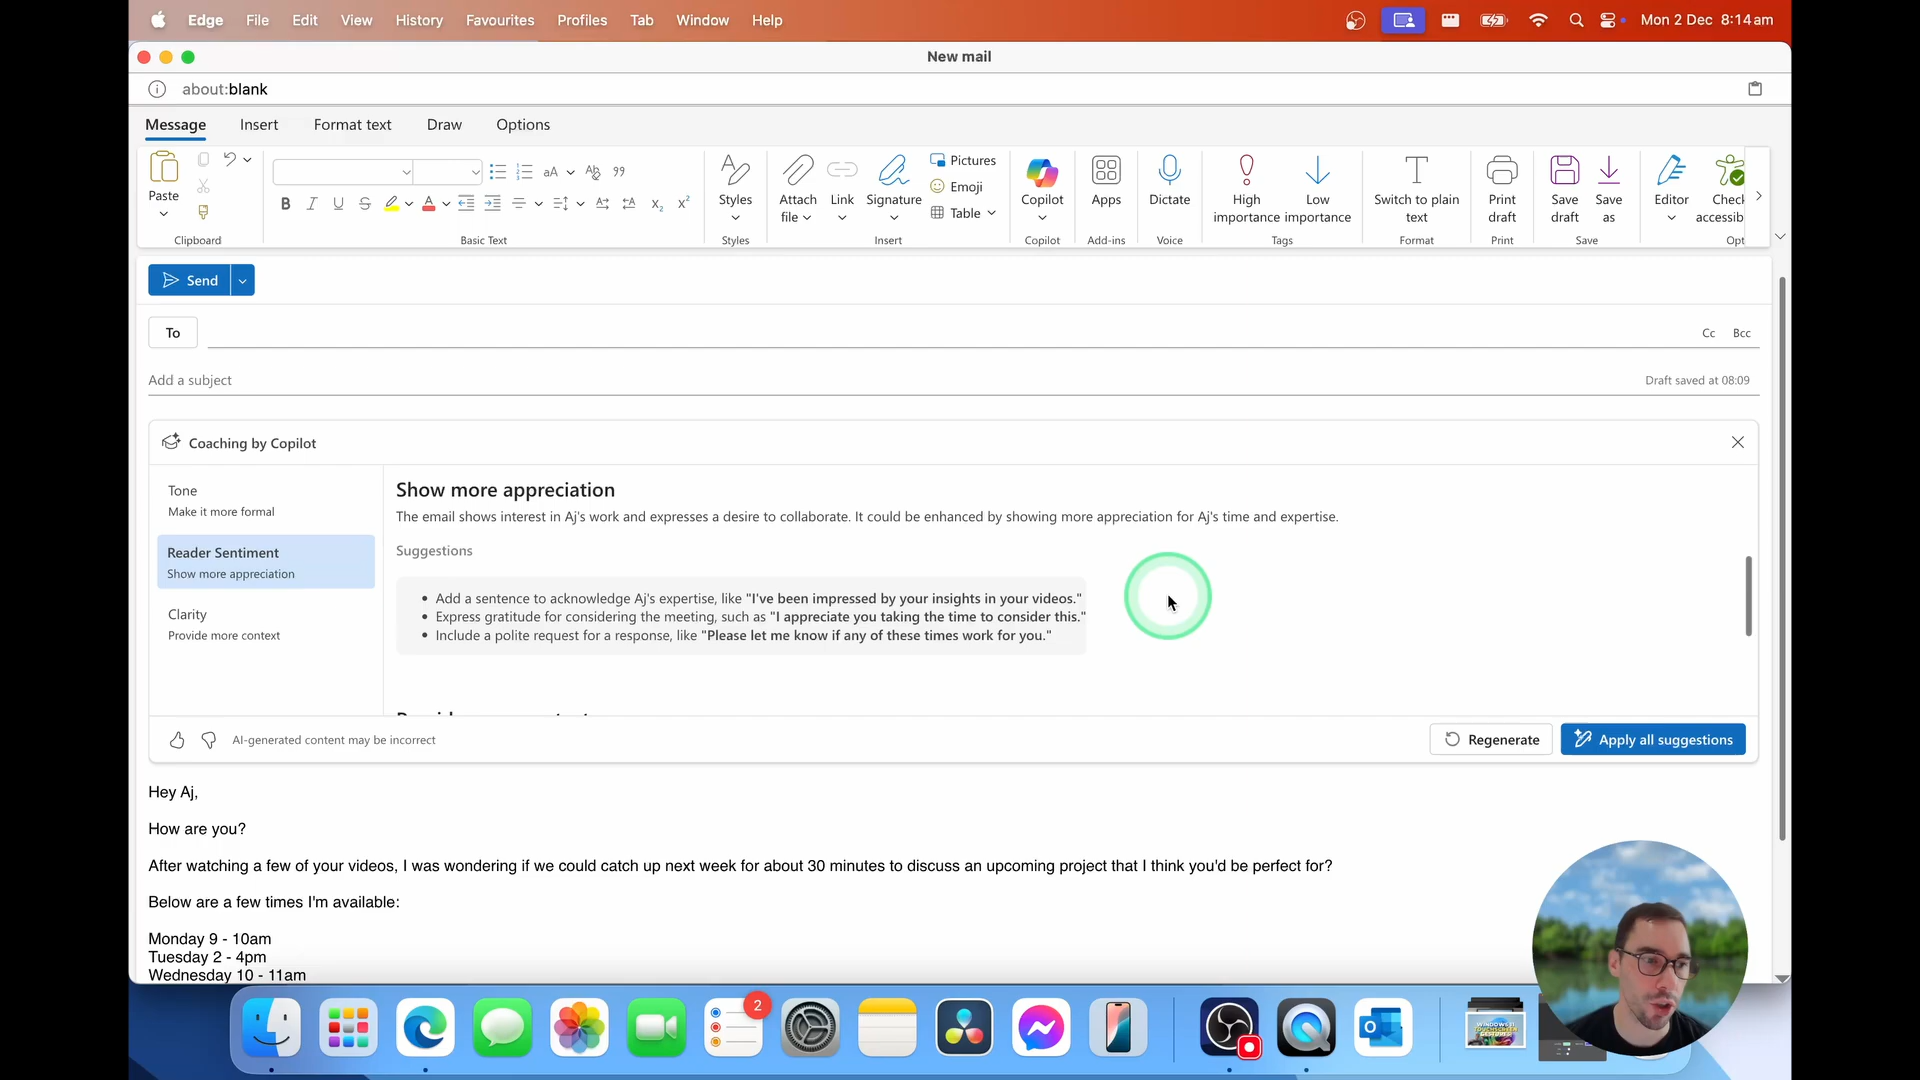 Edge File Edit View History Favourites Profiles Tab Window Help Mon 2 Dec 8:14am
New mail
about:blank
Message Insert Format text Draw Options
Paste
Clipboard
Basic Text
Styles
Styles
Attach file
Link
Signature
Pictures
Emoji
Table
Insert
Copilot
Copilot
Apps
Add-ins
Dictate
Voice
High importance
Low importance
Tags
Switch to plain text
Format
Print draft
Print
Save draft
Save as
Save
Editor
Check
accessib
Opt
Send
To
Cc Bcc
Add a subject
Draft saved at 08:09
Coaching by Copilot
Tone
Make it more formal
Reader Sentiment
Show more appreciation
Clarity
Provide more context
Show more appreciation
The email shows interest in Aj's work and expresses a desire to collaborate. It could be enhanced by showing more appreciation for Aj's time and expertise.
Suggestions
• Add a sentence to acknowledge Aj's expertise, like "I've been impressed by your insights in your videos."
• Express gratitude for considering the meeting, such as "I appreciate you taking the time to consider this."
• Include a polite request for a response, like "Please let me know if any of these times work for you."
AI-generated content may be incorrect
Regenerate
Apply all suggestions
Hey Aj,
How are you?
After watching a few of your videos, I was wondering if we could catch up next week for about 30 minutes to discuss an upcoming project that I think you'd be perfect for?
Below are a few times I'm available:
Monday 9 - 10am
Tuesday 2 - 4pm
Wednesday 10 - 11am
2